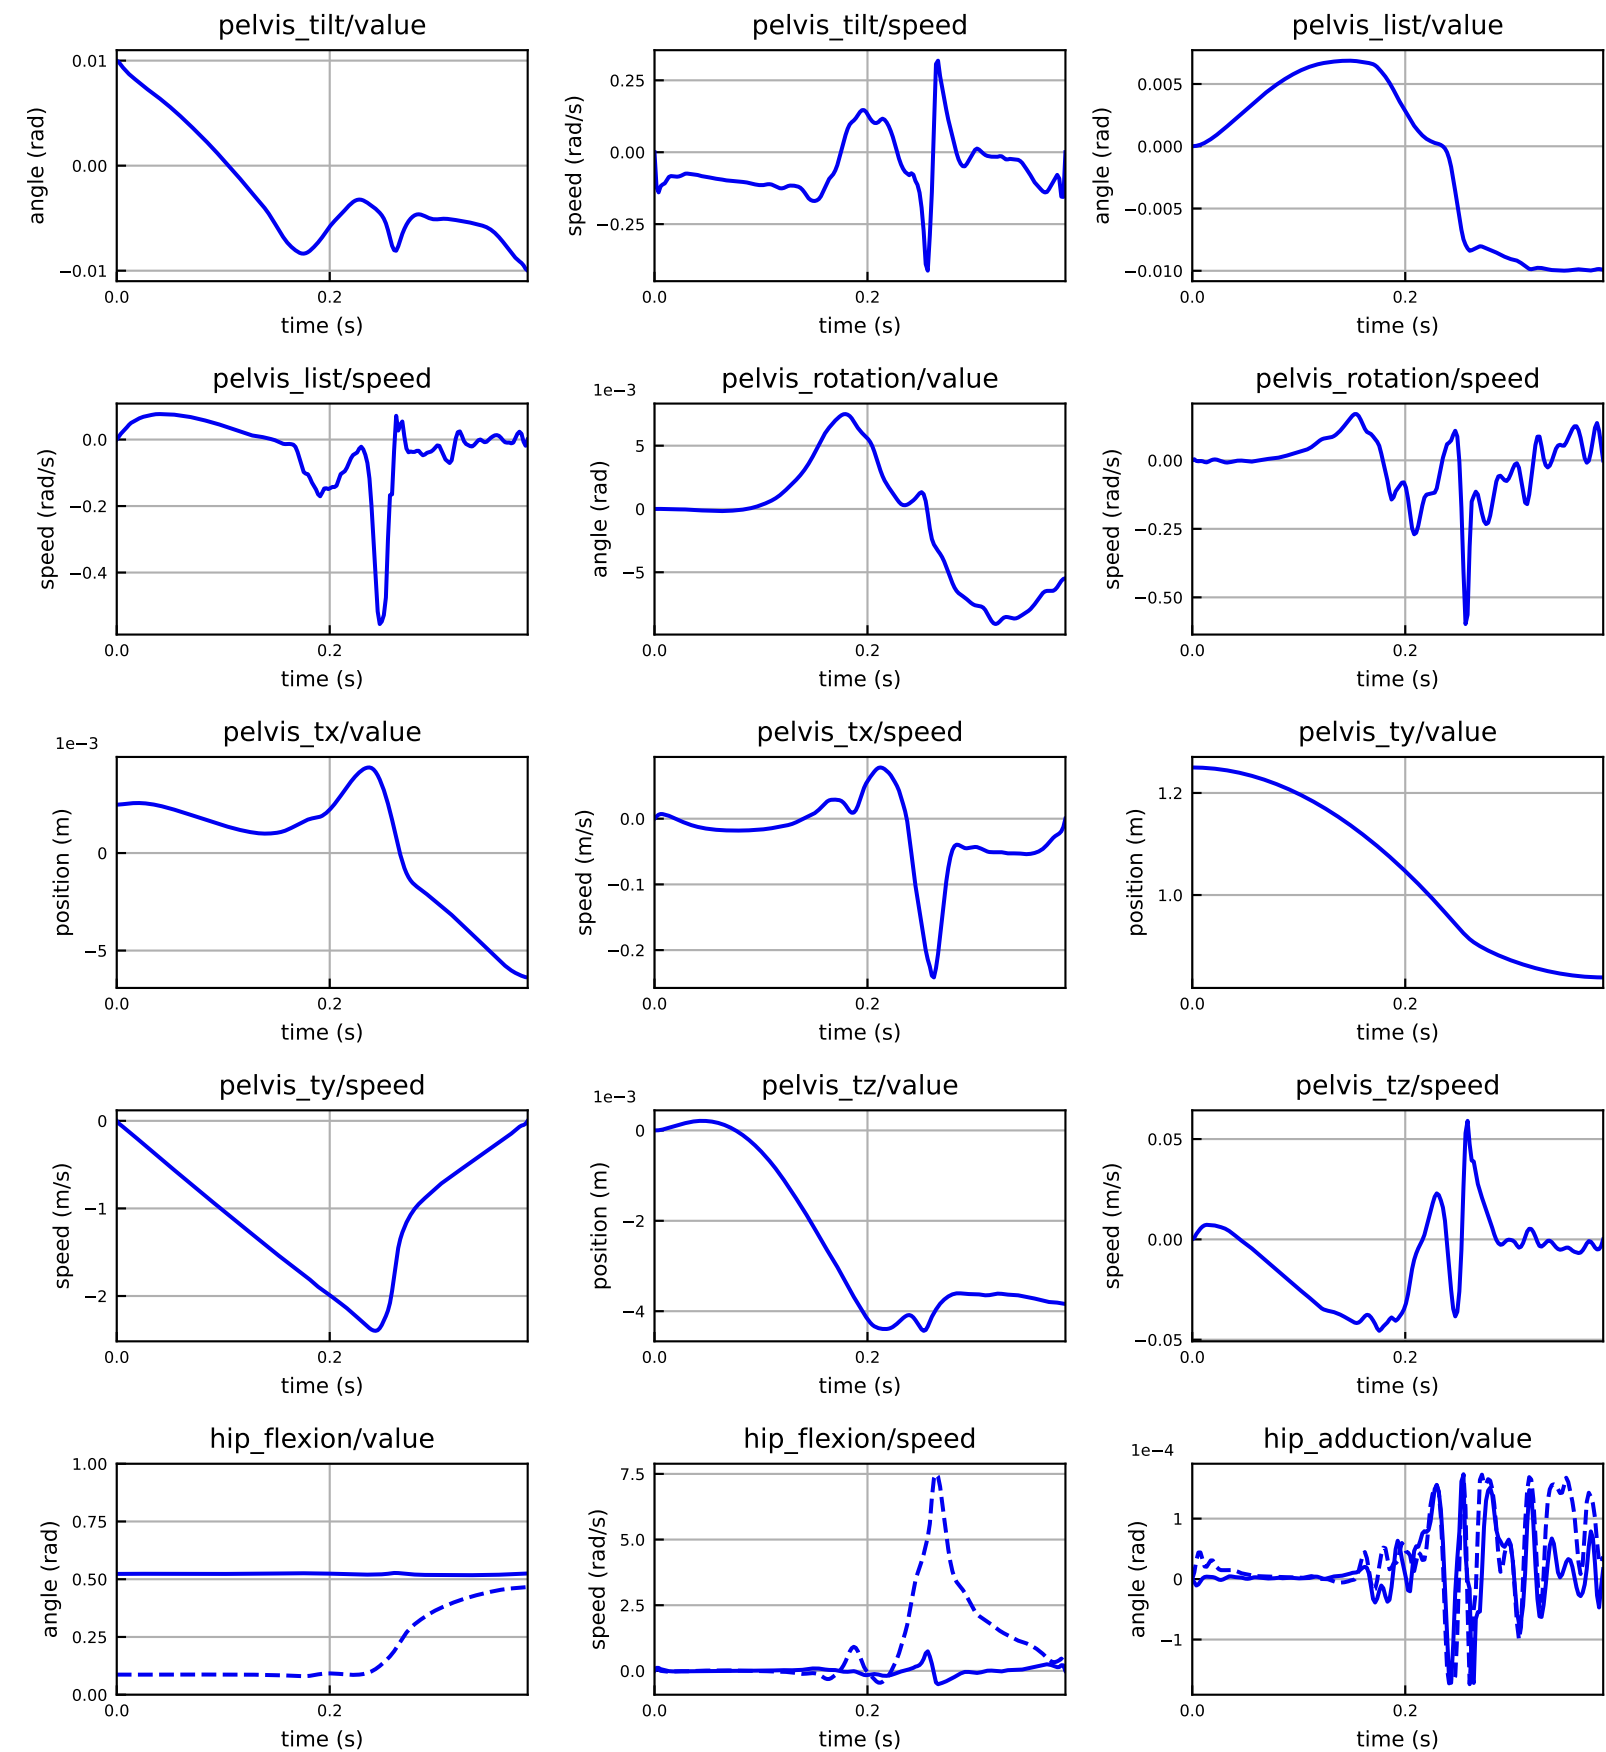 pelvis_tilt/value
pelvis_tilt/speed
pelvis_list/value
angle (rad)
0.01
0.00
−0.01
0.0
0.2
time (s)
speed (rad/s)
0.25
0.00
−0.25
0.0
0.2
time (s)
angle (rad)
0.005
0.000
−0.005
−0.010
0.0
0.2
time (s)
pelvis_list/speed
pelvis_rotation/value
pelvis_rotation/speed
speed (rad/s)
0.0
−0.2
−0.4
0.0
0.2
time (s)
1e−3
angle (rad)
5
0
−5
0.0
0.2
time (s)
speed (rad/s)
0.00
−0.25
−0.50
0.0
0.2
time (s)
pelvis_tx/value
pelvis_tx/speed
pelvis_ty/value
1e−3
position (m)
0
−5
0.0
0.2
time (s)
speed (m/s)
0.0
−0.1
−0.2
0.0
0.2
time (s)
position (m)
1.2
1.0
0.0
0.2
time (s)
pelvis_ty/speed
pelvis_tz/value
pelvis_tz/speed
speed (m/s)
0
−1
−2
0.0
0.2
time (s)
1e−3
position (m)
0
−2
−4
0.0
0.2
time (s)
speed (m/s)
0.05
0.00
−0.05
0.0
0.2
time (s)
hip_flexion/value
hip_flexion/speed
hip_adduction/value
angle (rad)
1.00
0.75
0.50
0.25
0.00
0.0
0.2
time (s)
speed (rad/s)
7.5
5.0
2.5
0.0
0.0
0.2
time (s)
1e−4
angle (rad)
1
0
−1
0.0
0.2
time (s)